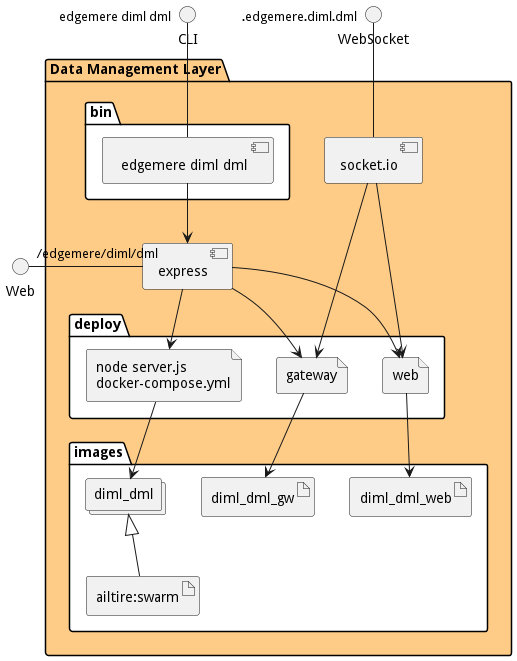 edgemere diml dml
.edgemere.diml.dml
CLI
WebSocket
Data Management Layer
bin
edgemere diml dml
socket.io
/edgemere/diml/dml
express
Web
deploy
node server.js
docker-compose.yml
gateway
web
images
diml_dml
diml_dml_gw
diml_dml_web
ailtire:swarm